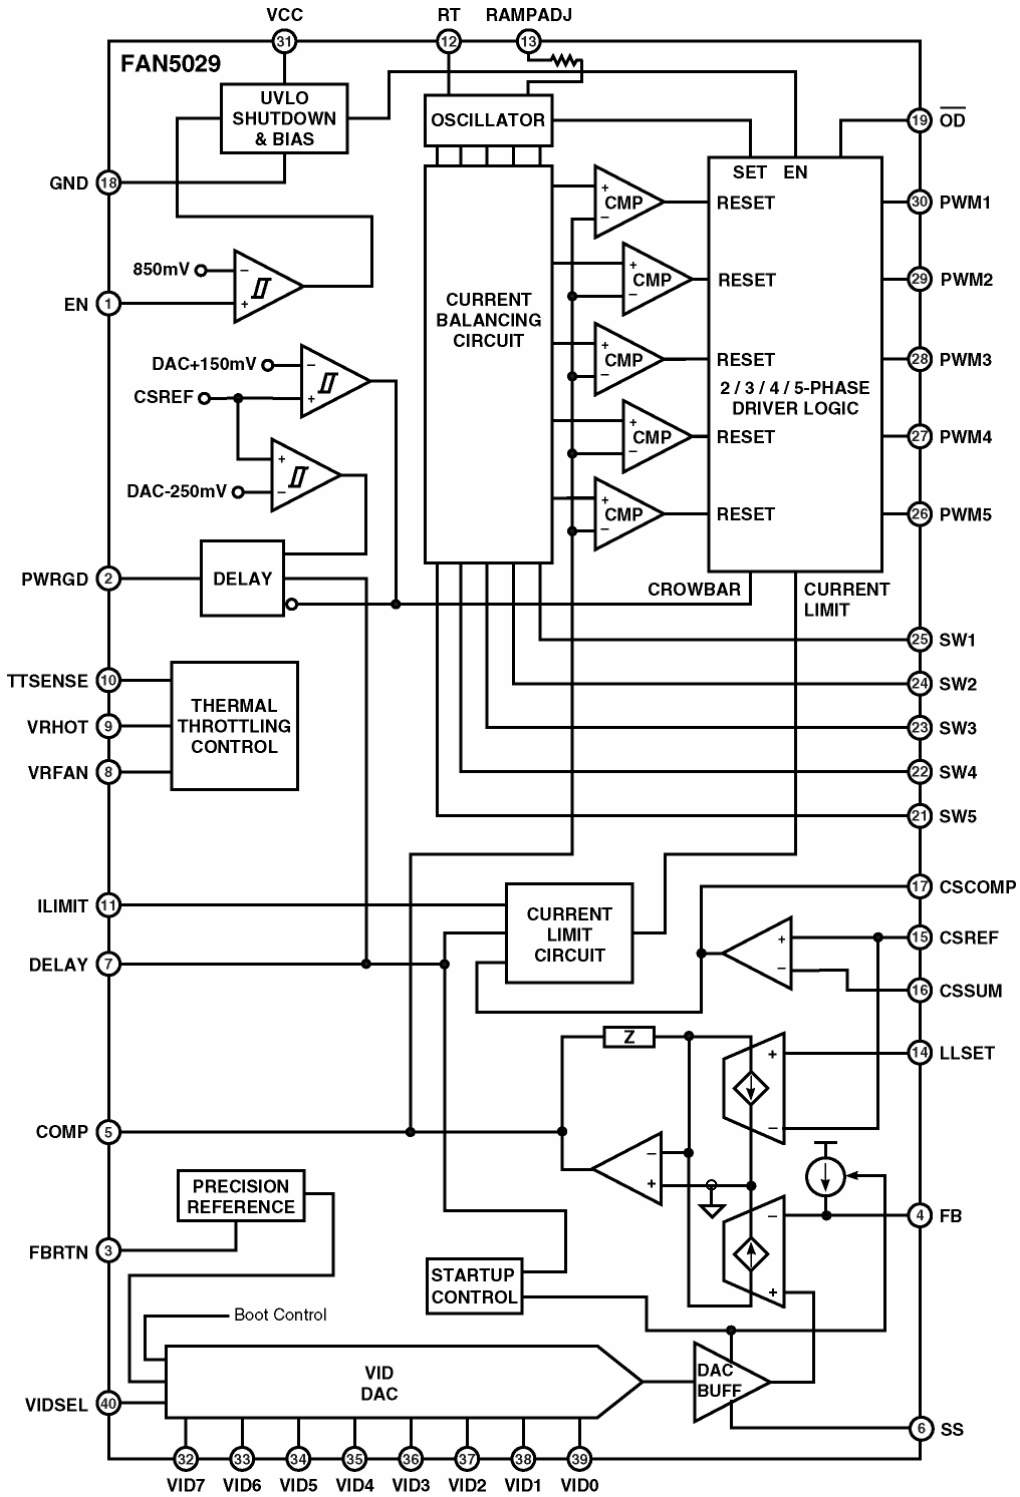 VCC
RT
RAMPADJ
31
12
13
FAN5029
UVLO
SHUTDOWN
& BIAS
OSCILLATOR
19
OD
SET EN
GND
18
+
CMP
−
RESET
30
PWM1
850mV
−
+
EN
1
+
CMP
−
RESET
29
PWM2
CURRENT
BALANCING
CIRCUIT
DAC+150mV
−
CSREF
+
+
CMP
−
RESET
28
PWM3
2 / 3 / 4 / 5-PHASE
DRIVER LOGIC
+
CMP
−
RESET
27
PWM4
+
DAC-250mV
−
+
CMP
−
RESET
26
PWM5
PWRGD
2
DELAY
CROWBAR
CURRENT
LIMIT
25
SW1
TTSENSE
10
24
SW2
VRHOT
9
THERMAL
THROTTLING
CONTROL
23
SW3
VRFAN
8
22
SW4
21
SW5
17
CSCOMP
ILIMIT
11
CURRENT
LIMIT
CIRCUIT
+
−
15
CSREF
DELAY
7
16
CSSUM
Z
+
−
14
LLSET
COMP
5
−
+
PRECISION
REFERENCE
−
+
4
FB
FBRTN
3
STARTUP
CONTROL
Boot Control
VID
DAC
DAC
BUFF
VIDSEL
40
6
SS
32
33
34
35
36
37
38
39
VID7
VID6
VID5
VID4
VID3
VID2
VID1
VID0